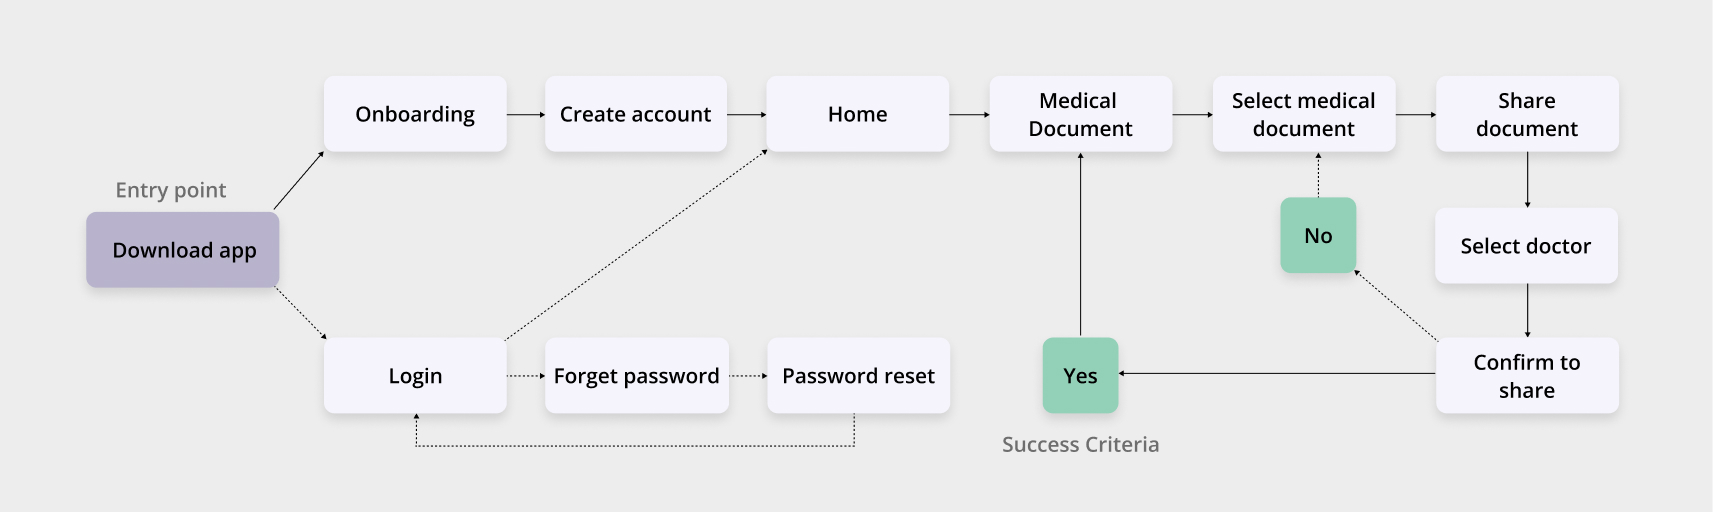 Onboarding
Create account
Home
Medical
Document
Select medical
document
Share
document
Entry point
Download app
No
Select doctor
Login
Forget password
Password reset
Yes
Confirm to
share
Success Criteria